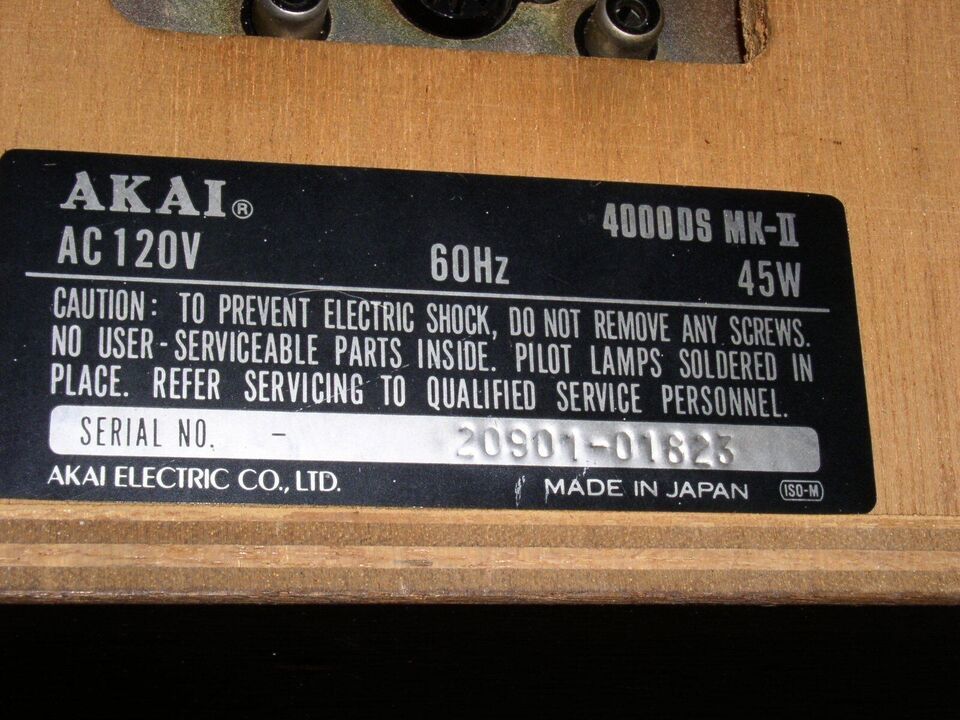 AKAI®
4000DS MK-II
AC 120V 60Hz 45W
CAUTION: TO PREVENT ELECTRIC SHOCK, DO NOT REMOVE ANY SCREWS.
NO USER-SERVICEABLE PARTS INSIDE. PILOT LAMPS SOLDERED IN
PLACE. REFER SERVICING TO QUALIFIED SERVICE PERSONNEL.
SERIAL NO. - 20901-01823
AKAI ELECTRIC CO., LTD. MADE IN JAPAN ISO-M